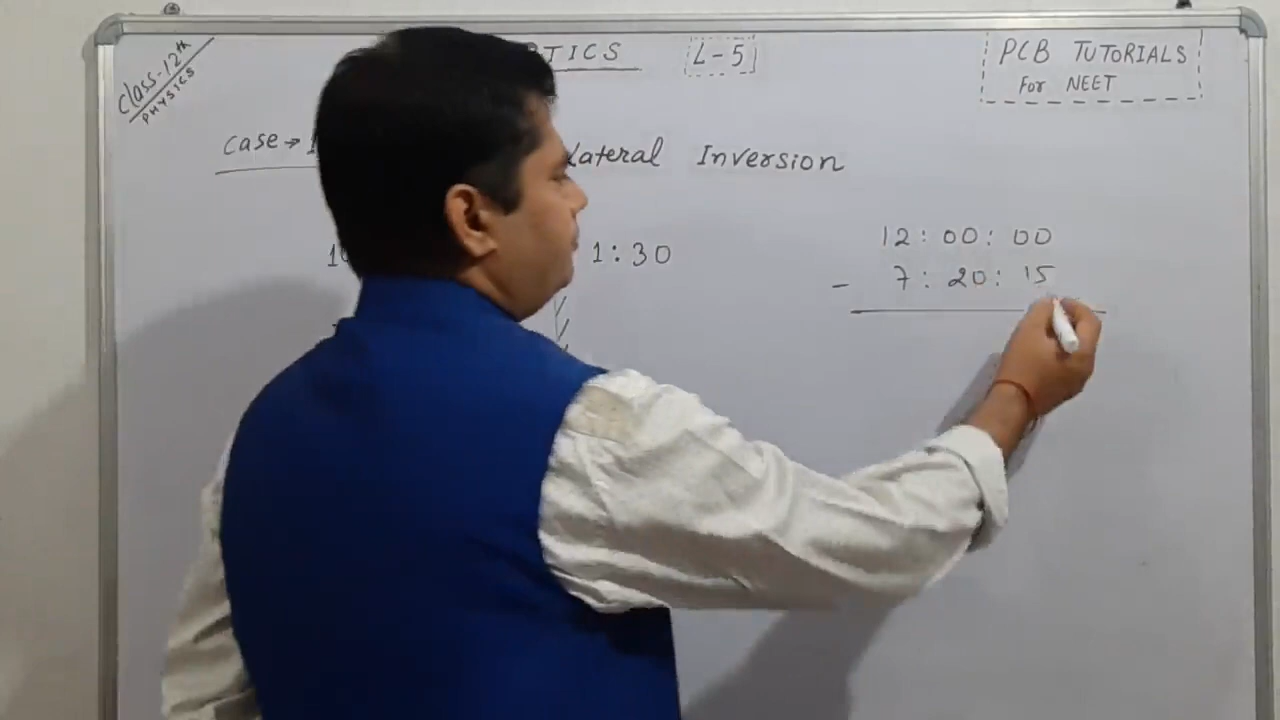 Class-12th
PHYSICS
TICS L-5
PCB TUTORIALS
For NEET
Case → Lateral Inversion
1:30
12:00:00
- 7:20:15